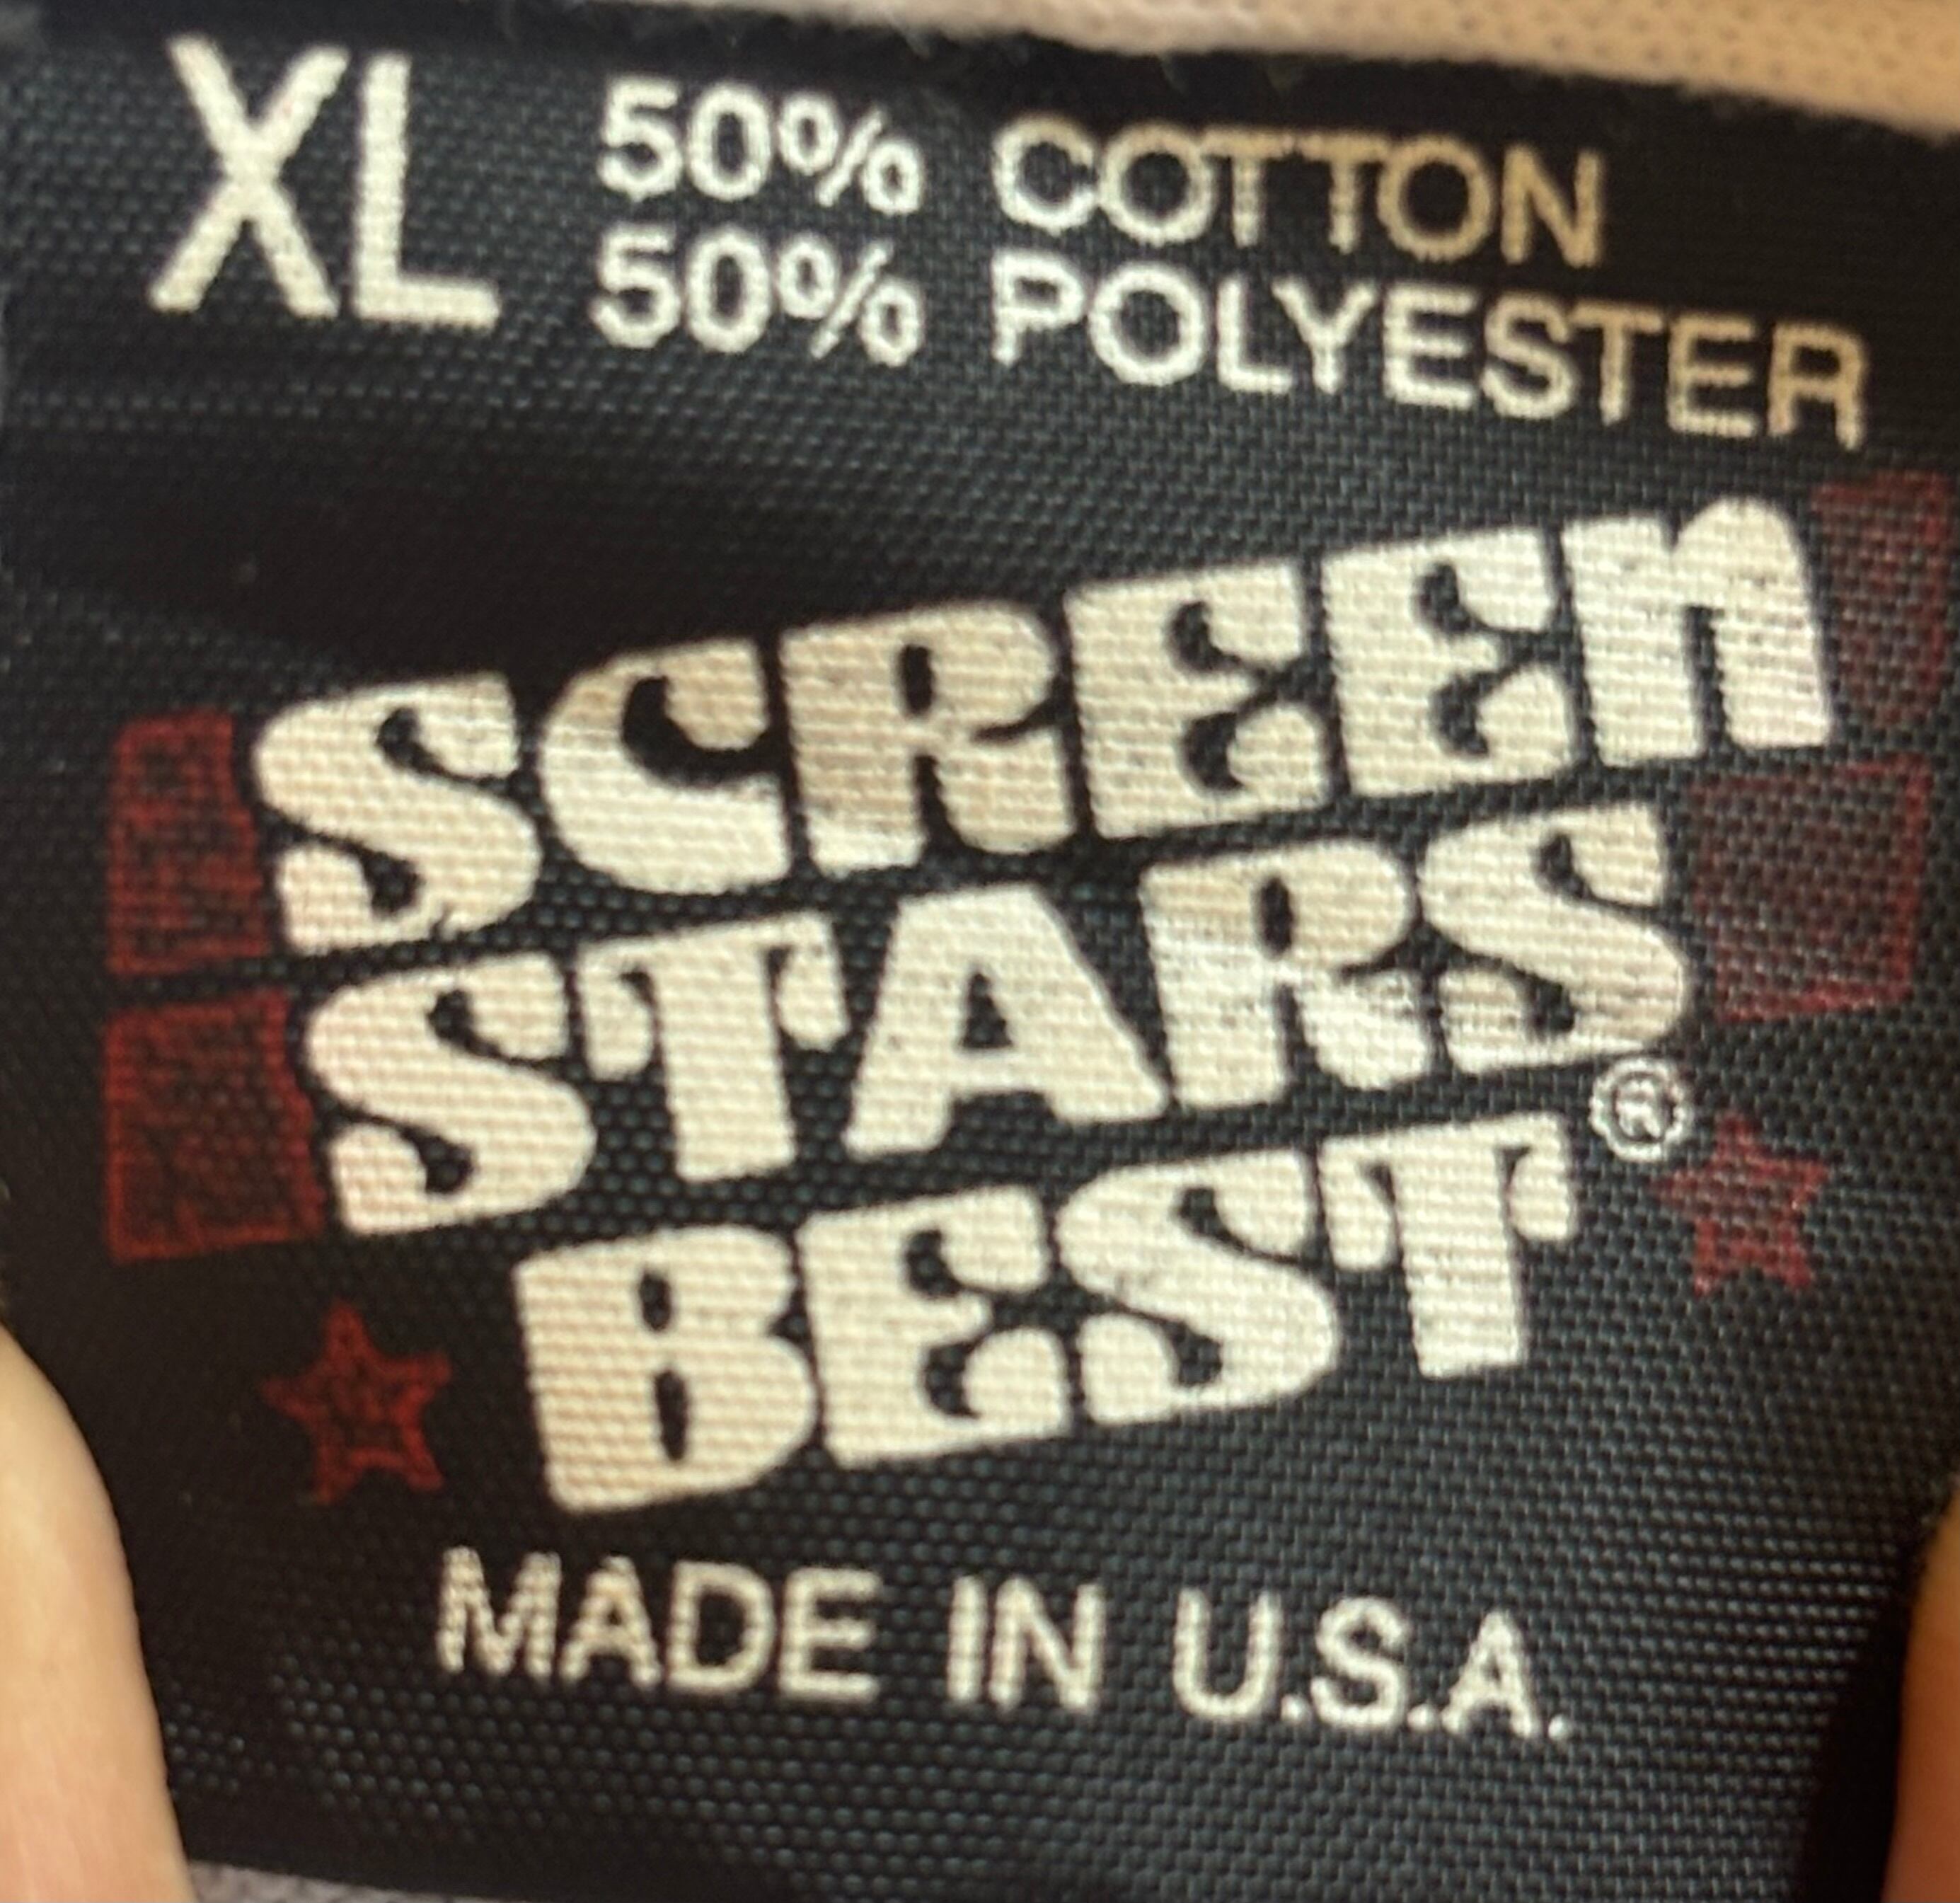 XL 50% COTTON
50% POLYESTER
SCREEN
STARS
®
BEST
MADE IN U.S.A.